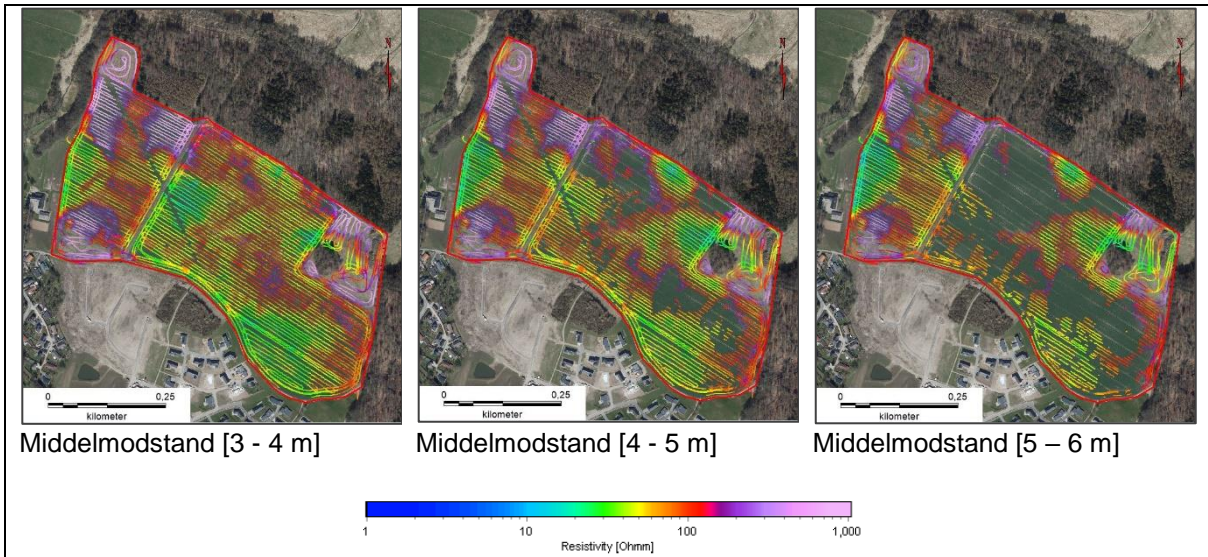 N
N
N
0 0,25
kilometer
0 0,25
kilometer
0 0,25
kilometer
Middelmodstand [3 - 4 m]
Middelmodstand [4 - 5 m]
Middelmodstand [5 – 6 m]
1 10 100 1,000
Resistivity [Ohmm]